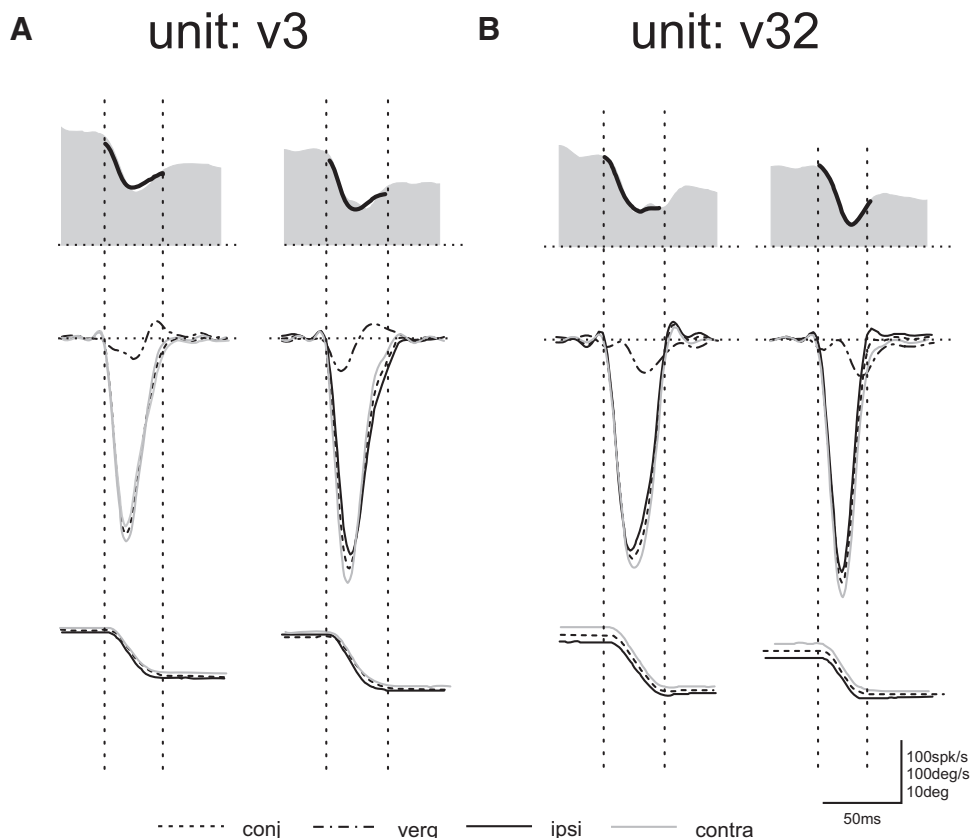 A unit: v3
B unit: v32
100spk/s
100deg/s
10deg
50ms
conj verg ipsi contra